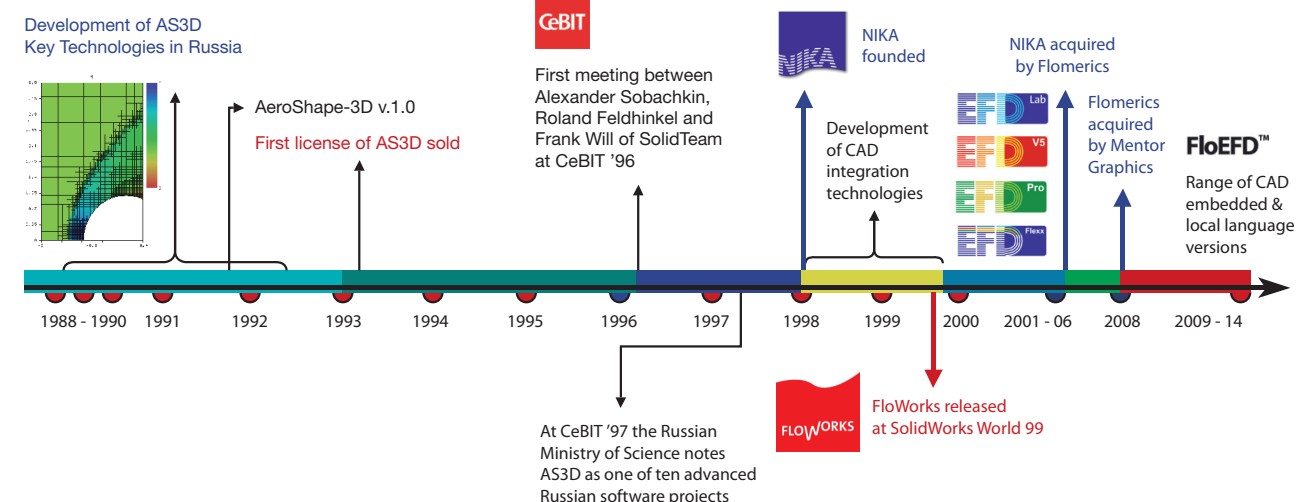 Development of AS3D
Key Technologies in Russia
AeroShape-3D v.1.0
First license of AS3D sold
CeBIT
First meeting between
Alexander Sobachkin,
Roland Feldhinkel and
Frank Will of SolidTeam
at CeBIT '96
NIKA
NIKA
founded
Development
of CAD
integration
technologies
NIKA acquired
by Flomerics
EFD Lab
EFD V5
EFD Pro
EFD Flexx
Flomerics
acquired
by Mentor
Graphics
FloEFD™
Range of CAD
embedded &
local language
versions
1988 - 1990 1991 1992 1993 1994 1995 1996 1997 1998 1999 2000 2001 - 06 2008 2009 - 14
At CeBIT '97 the Russian
Ministry of Science notes
AS3D as one of ten advanced
Russian software projects
FLOWORKS
FloWorks released
at SolidWorks World 99